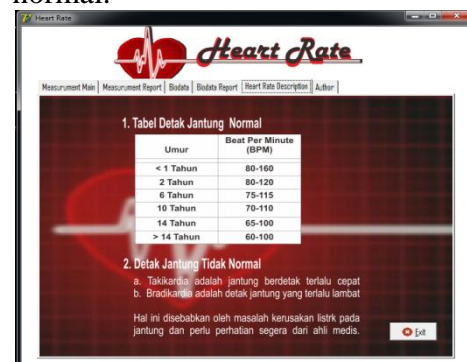 normal.
Heart Rate
Heart Rate
Measurument Main Measurument Report Biodata Biodata Report Heart Rate Description Author
1. Tabel Detak Jantung Normal
Umur Beat Per Minute (BPM)
< 1 Tahun 80-160
2 Tahun 80-120
6 Tahun 75-115
10 Tahun 70-110
14 Tahun 65-100
> 14 Tahun 60-100
2. Detak Jantung Tidak Normal
a. Takikardia adalah jantung berdetak terlalu cepat
b. Bradikardia adalah detak jantung yang terlalu lambat
Hal ini disebabkan oleh masalah kerusakan listrk pada
jantung dan perlu perhatian segera dari ahli medis.
Exit